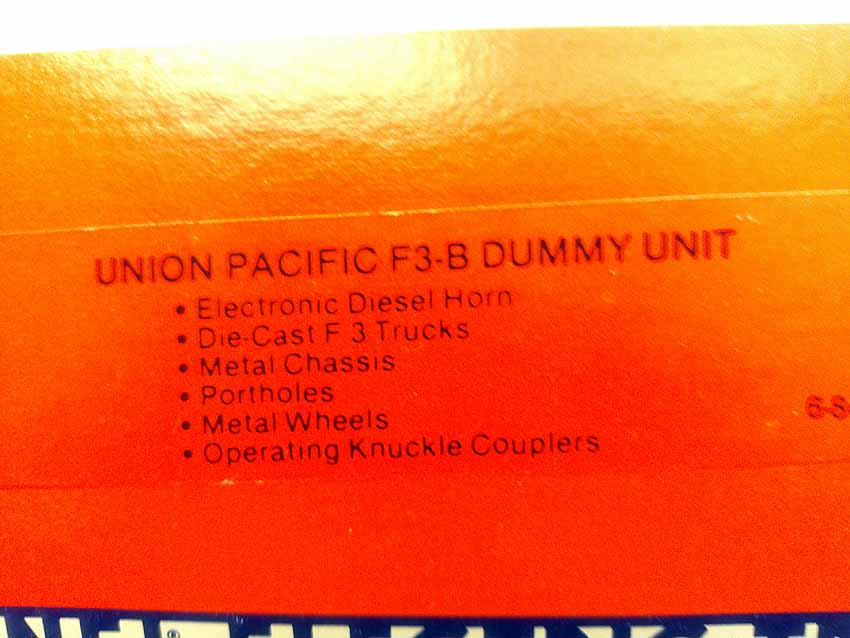 UNION PACIFIC F3-B DUMMY UNIT
• Electronic Diesel Horn
• Die-Cast F 3 Trucks
• Metal Chassis
• Portholes
• Metal Wheels
• Operating Knuckle Couplers